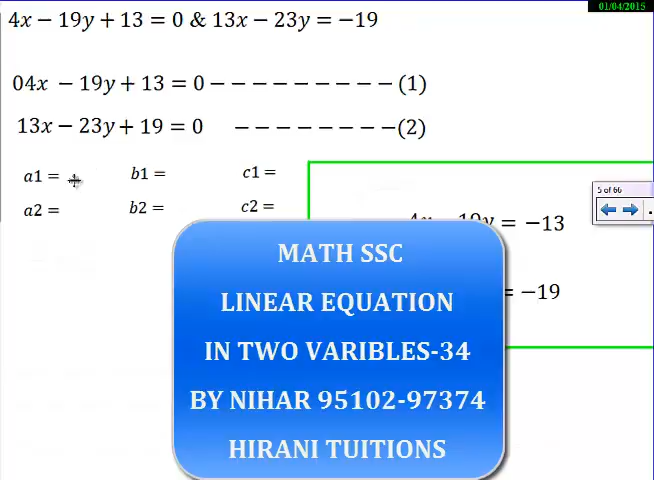 01/04/2015
4x − 19y + 13 = 0 & 13x − 23y = −19
04x − 19y + 13 = 0 − − − − − − − − − (1)
13x − 23y + 19 = 0 − − − − − − − −(2)
a1 = b1 = c1 =
a2 = b2 = c2 =
5 of 66
4x − 19y = −13
= −19
MATH SSC
LINEAR EQUATION
IN TWO VARIBLES-34
BY NIHAR 95102-97374
HIRANI TUITIONS